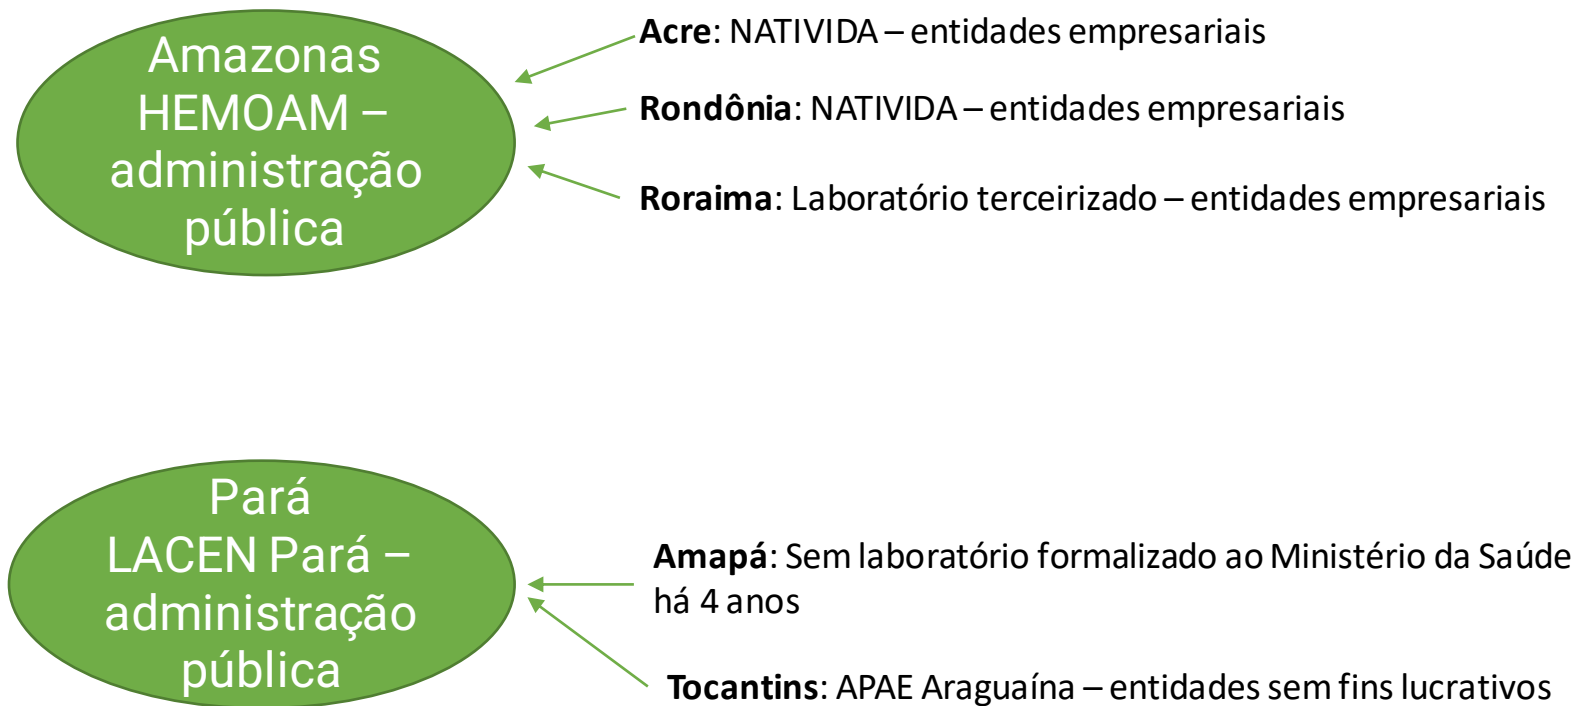 Amazonas
HEMOAM –
administração
pública
Acre: NATIVIDA – entidades empresariais
Rondônia: NATIVIDA – entidades empresariais
Roraima: Laboratório terceirizado – entidades empresariais
Pará
LACEN Pará –
administração
pública
Amapá: Sem laboratório formalizado ao Ministério da Saúde
há 4 anos
Tocantins: APAE Araguaína – entidades sem fins lucrativos